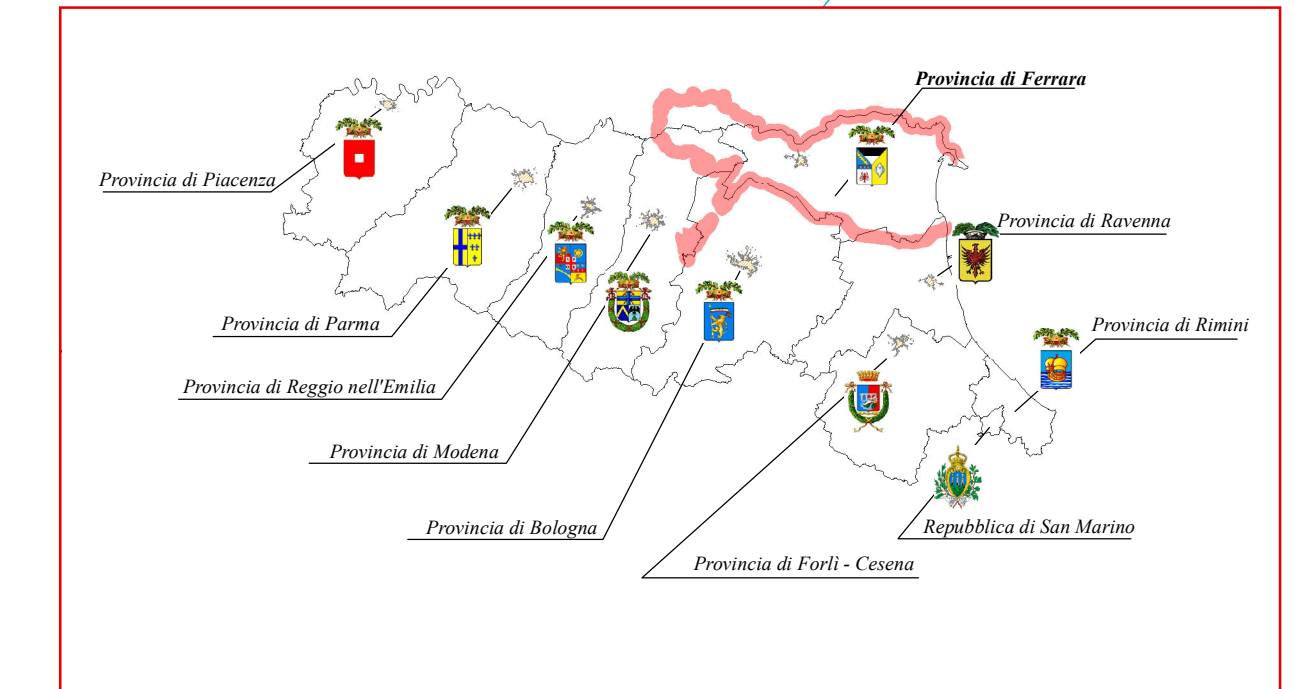 Provincia di Ferrara
Provincia di Piacenza
Provincia di Ravenna
Provincia di Parma
Provincia di Rimini
Provincia di Reggio nell'Emilia
Provincia di Modena
Provincia di Bologna
Repubblica di San Marino
Provincia di Forlì - Cesena